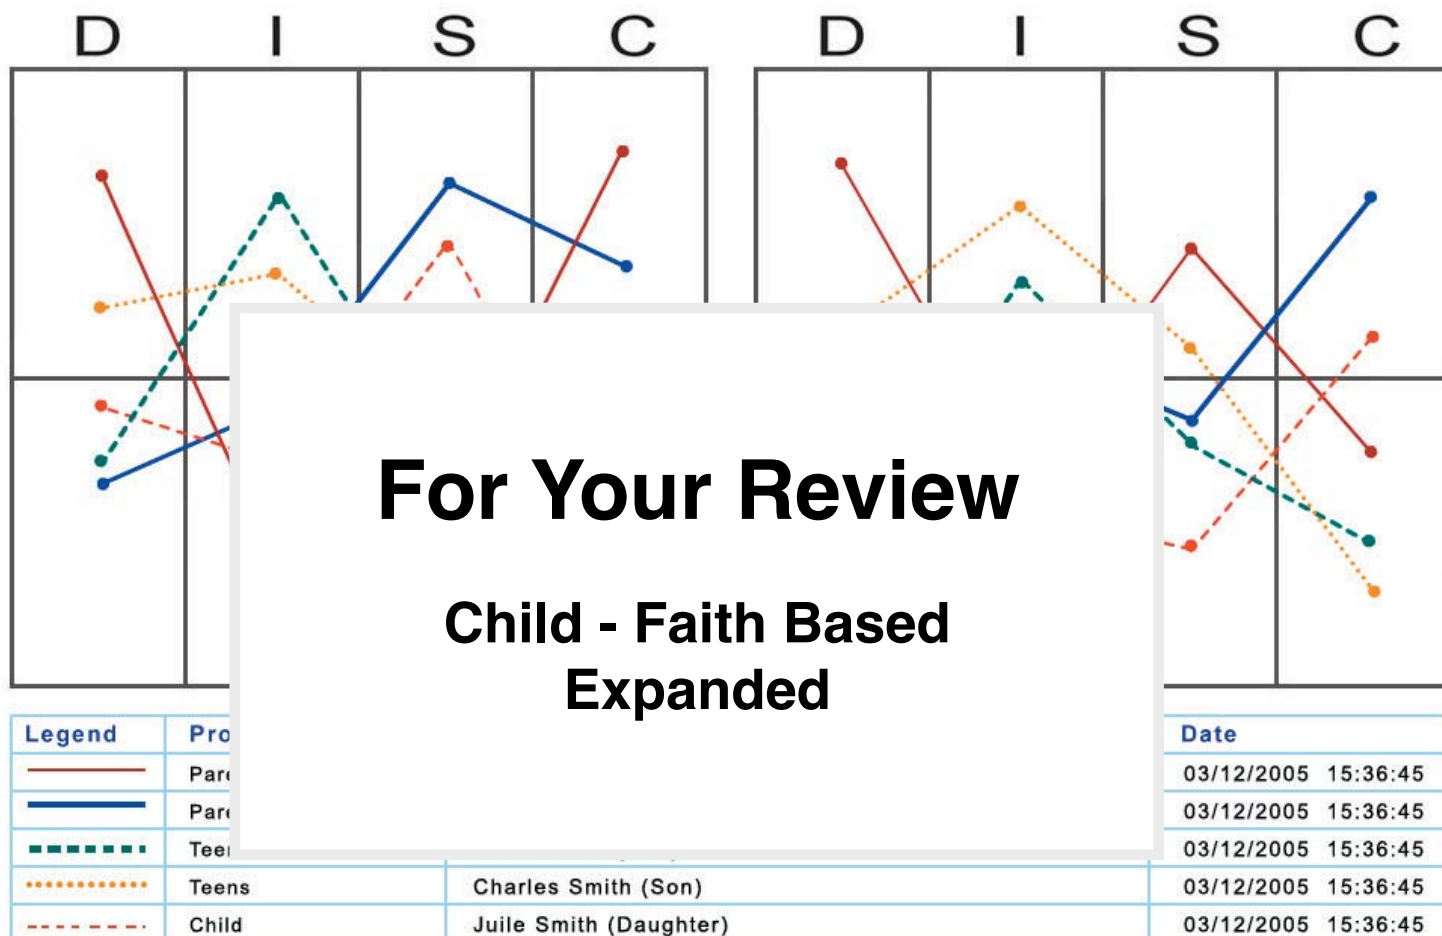 D I S C D I S C
For Your Review
Child - Faith Based
Expanded
Legend Date
03/12/2005 15:36:45
03/12/2005 15:36:45
03/12/2005 15:36:45
Teens Charles Smith (Son) 03/12/2005 15:36:45
Child Juile Smith (Daughter) 03/12/2005 15:36:45